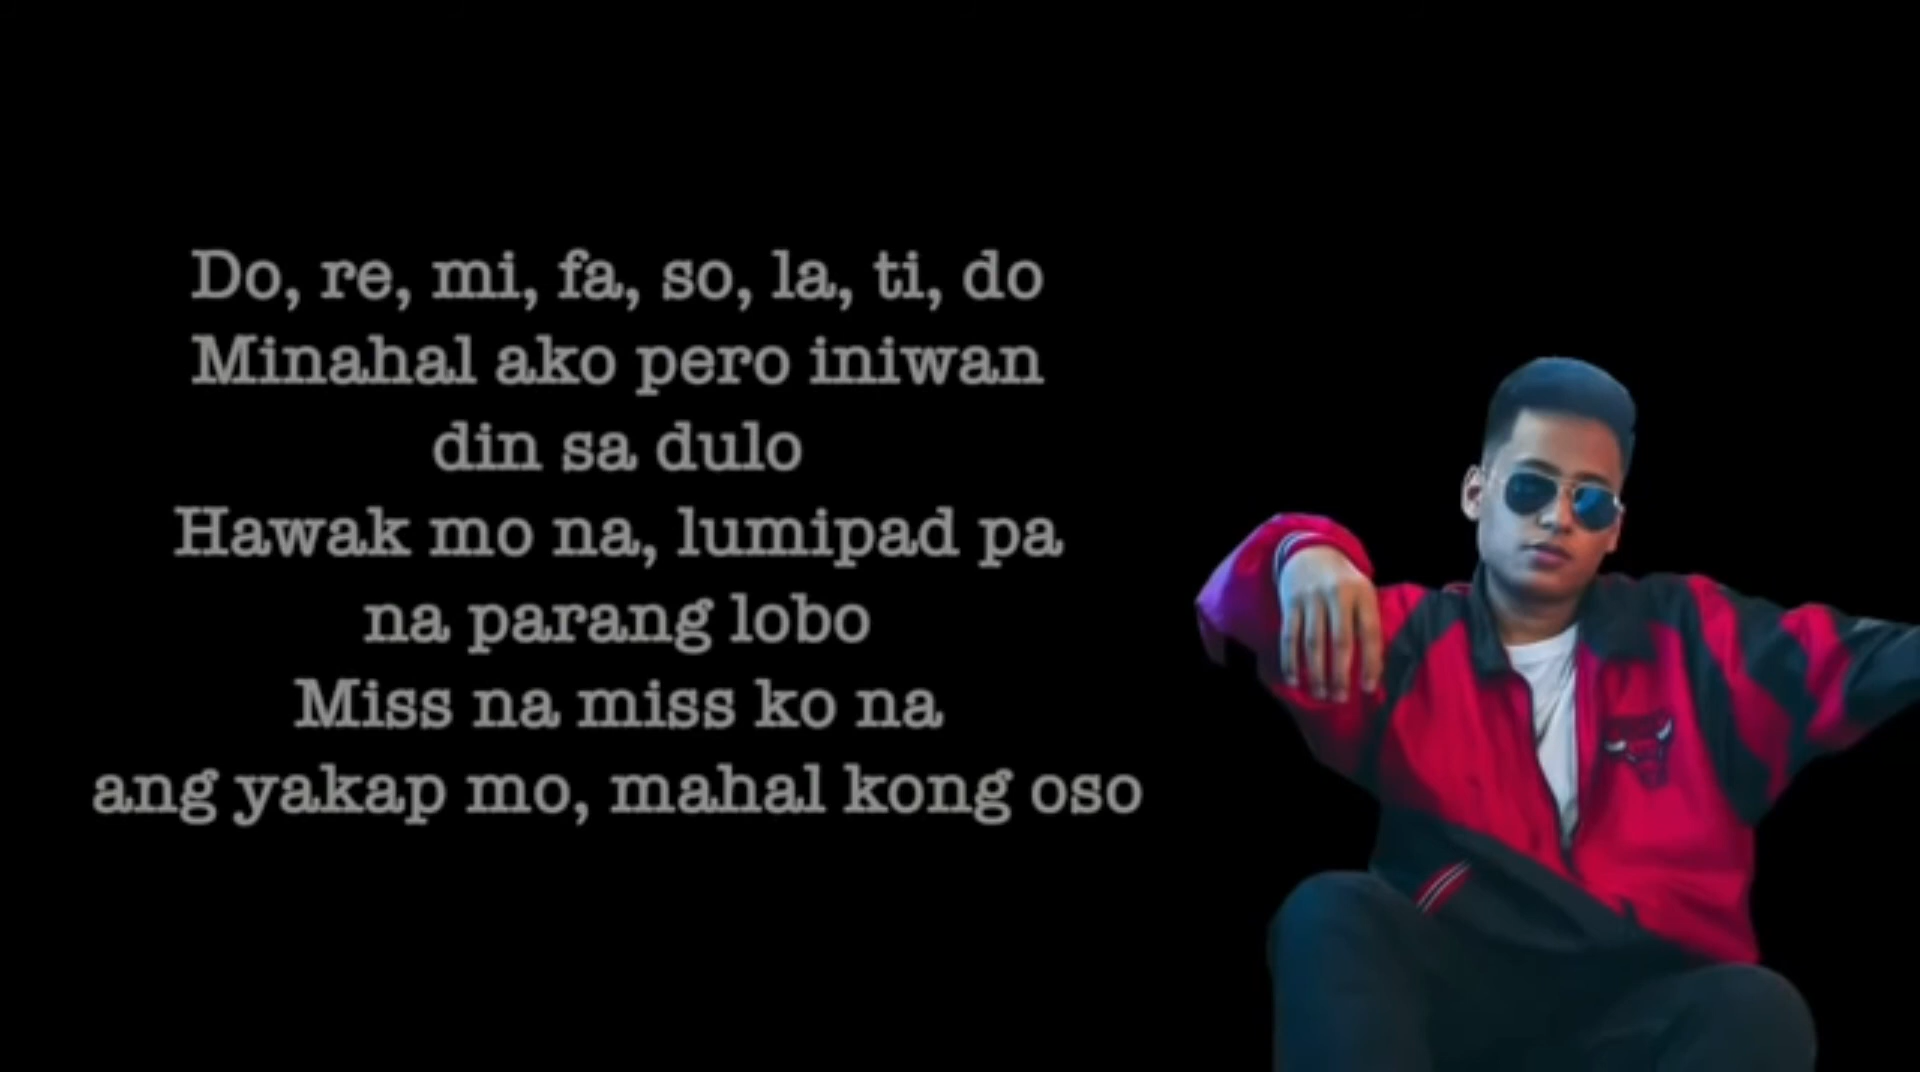 Do, re, mi, fa, so, la, ti, do
Minahal ako pero iniwan
din sa dulo
Hawak mo na, lumipad pa
na parang lobo
Miss na miss ko na
ang yakap mo, mahal kong oso